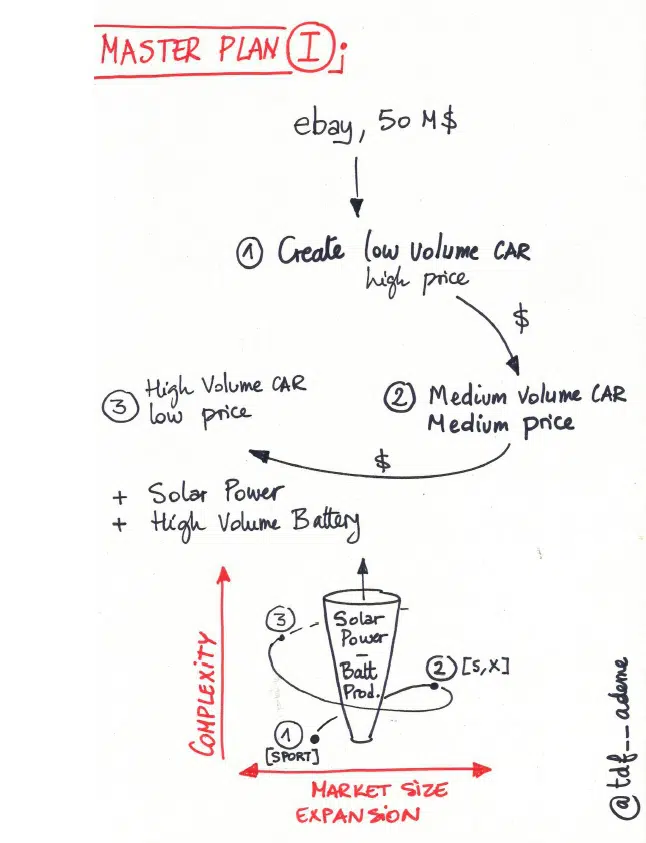 MASTER PLAN I;
ebay, 50 M$
1 Create low volume CAR
high price
$
3 High Volume CAR
low price
2 Medium volume CAR
Medium price
$
+ Solar Power
+ High Volume Battery
COMPLEXITY
3
Solar
Power
–
Batt
Prod.
2 [S,X]
1
[SPORT]
MARKET SIZE
EXPANSION
@tdf__ademe